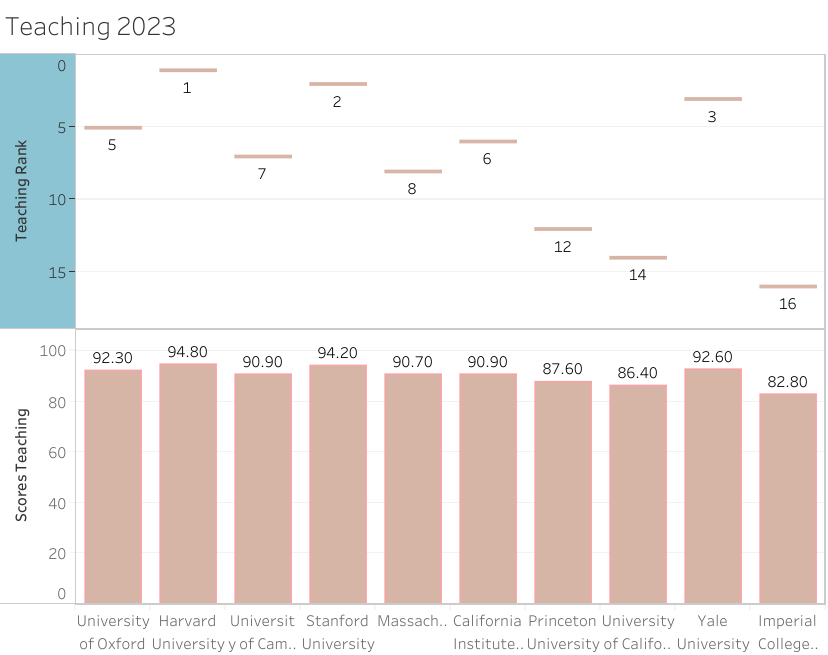 Teaching 2023
Teaching Rank
0
5
10
15
5
1
7
2
8
6
12
14
3
16
Scores Teaching
100
80
60
40
20
0
92.30
94.80
90.90
94.20
90.70
90.90
87.60
86.40
92.60
82.80
University
of Oxford
Harvard
University
Universit
y of Cam..
Stanford
University
Massach..
California
Institute..
Princeton
University
University
of Califo..
Yale
University
Imperial
College..